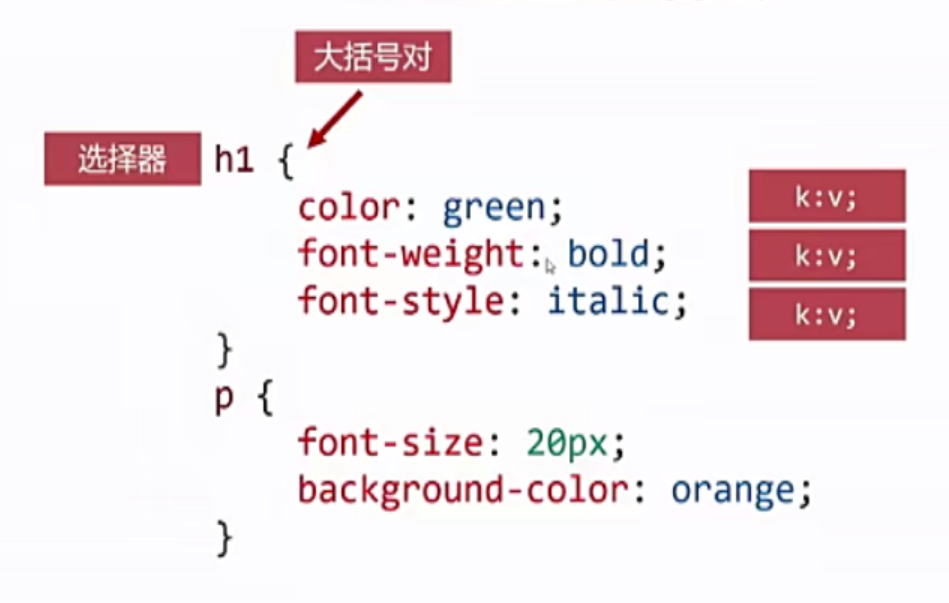 大括号对
选择器 h1 {
color: green; k:v;
font-weight: bold; k:v;
font-style: italic; k:v;
}
p {
font-size: 20px;
background-color: orange;
}